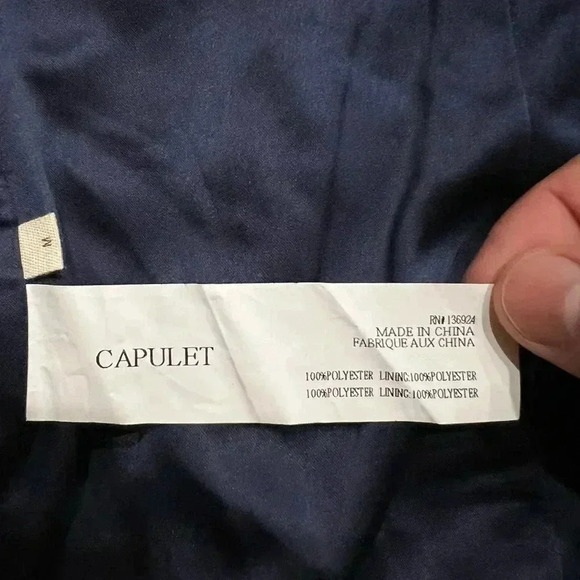 M
CAPULET
RN# 136924
MADE IN CHINA
FABRIQUE AUX CHINA
100%POLYESTER LINING:100%POLYESTER
100%POLYESTER LINING:100%POLYESTER